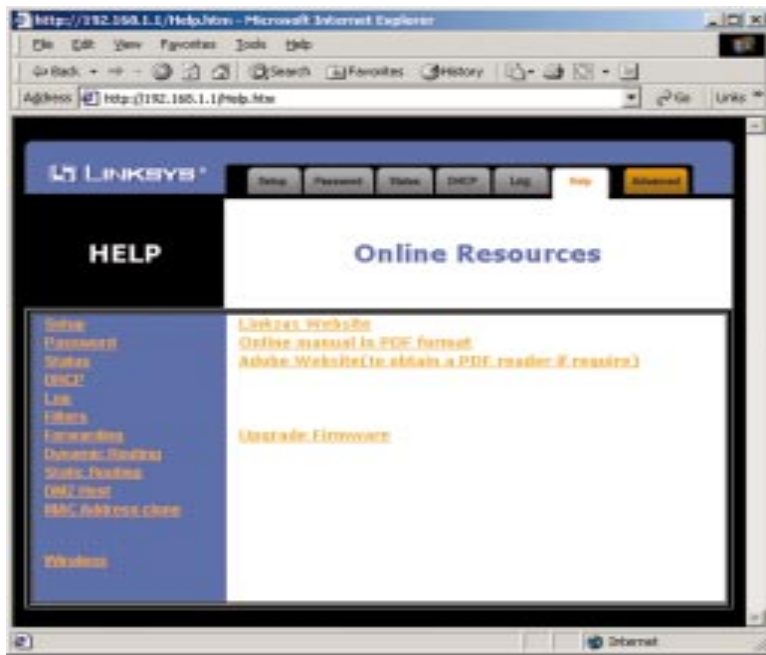 http://192.168.1.1/Help.htm - Microsoft Internet Explorer
File Edit View Favorites Tools Help
Back Search Favorites History
Address http://192.168.1.1/Help.htm Go Links
LINKSYS®
Setup Password Status DHCP Log Help Advanced
HELP
Online Resources
Setup
Password
Status
DHCP
Log
Filters
Forwarding
Dynamic Routing
Static Routing
DMZ Host
MAC Address clone
Wireless
Linksys Website
Online manual in PDF format
Adobe Website(to obtain a PDF reader if require)
Upgrade Firmware
Internet